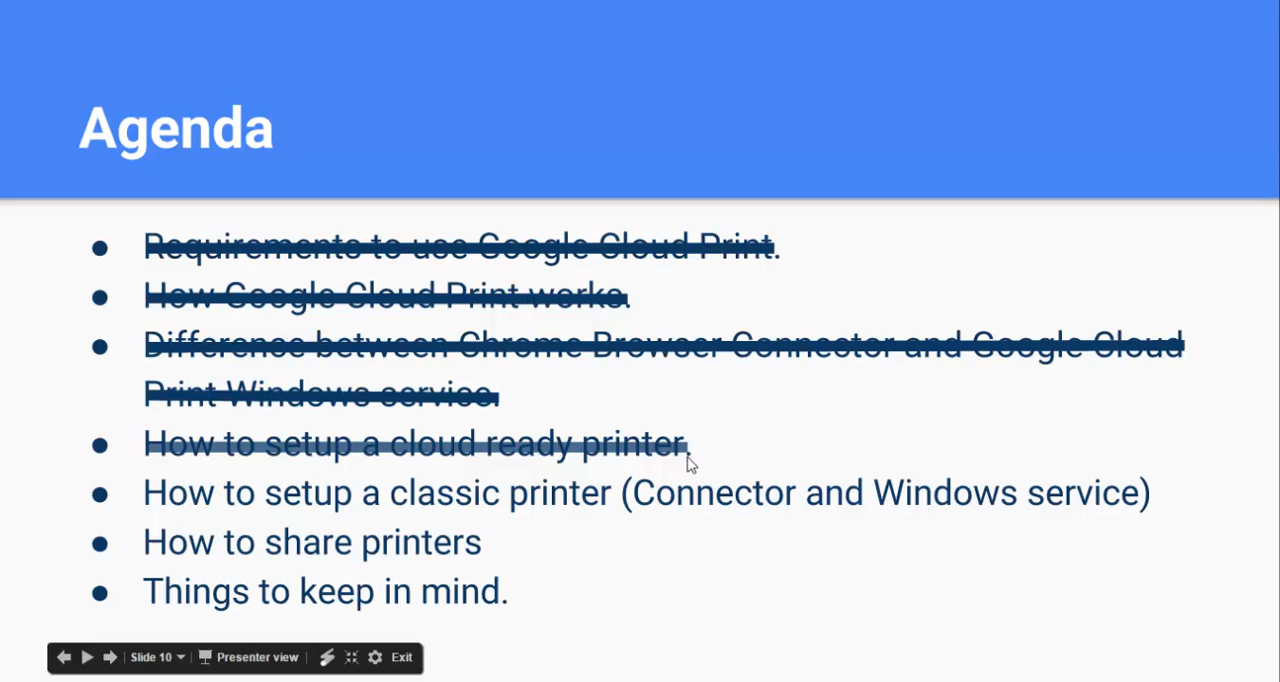 Agenda
● Requirements to use Google Cloud Print.
● How Google Cloud Print works.
● Difference between Chrome Browser Connector and Google Cloud
Print Windows service.
● How to setup a cloud ready printer.
● How to setup a classic printer (Connector and Windows service)
● How to share printers
● Things to keep in mind.
Slide 10 Presenter view Exit